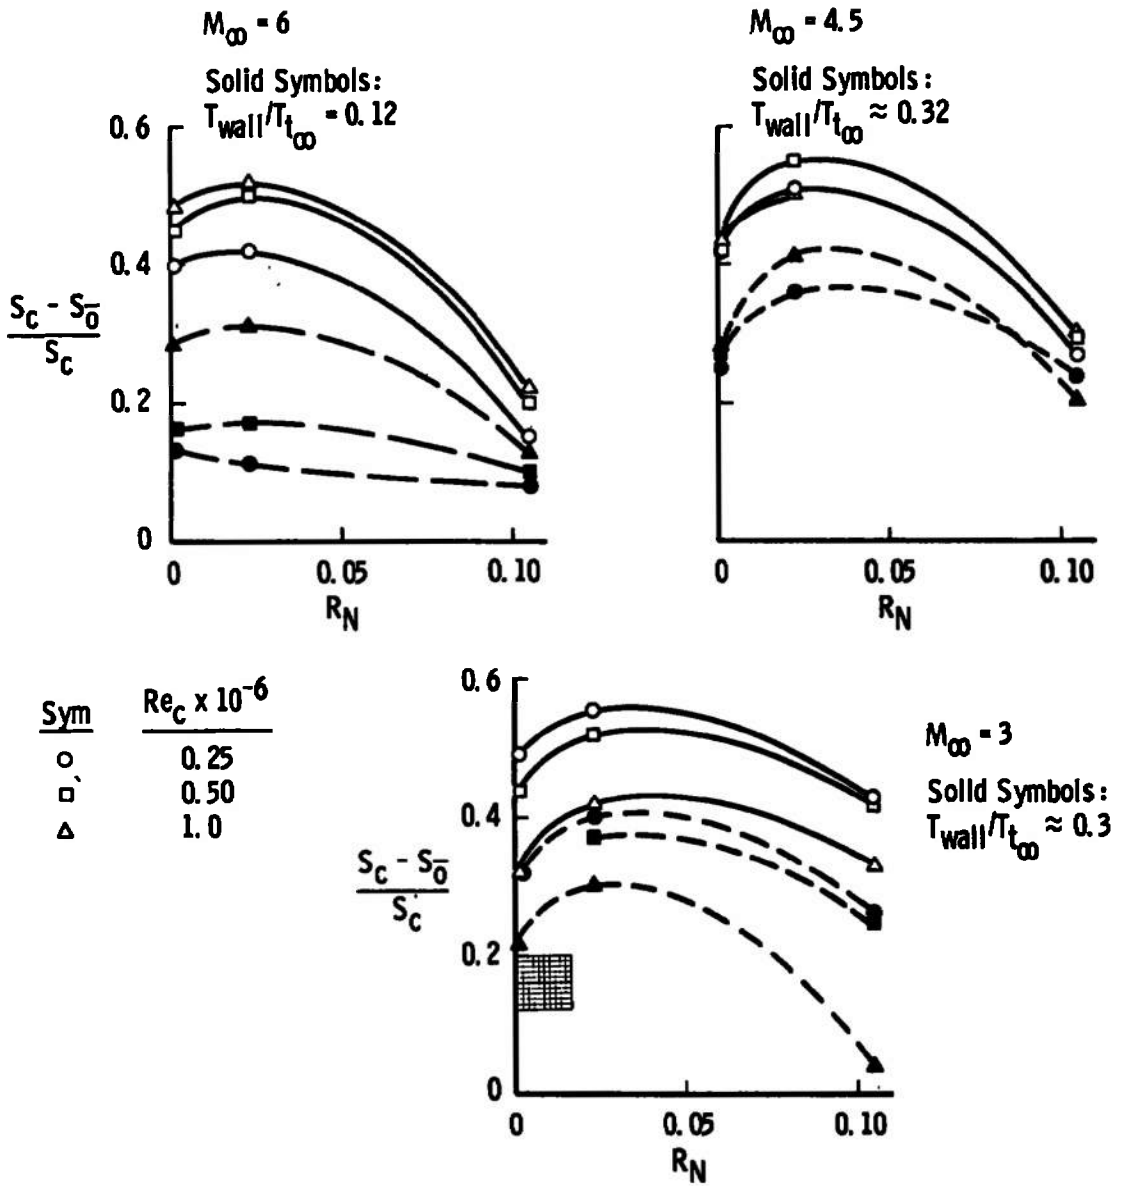 M∞ = 6
Solid Symbols:
Twall/Tt∞ = 0.12
0.6
0.4
0.2
0
Sc - So̅
Sc
0
0.05
0.10
RN
M∞ = 4.5
Solid Symbols:
Twall/Tt∞ ≈ 0.32
0
0.05
0.10
RN
Sym Rec x 10-6
0.25
0.50
1.0
0.6
0.4
0.2
0
Sc - So̅
Sc
0
0.05
0.10
RN
M∞ = 3
Solid Symbols:
Twall/Tt∞ ≈ 0.3